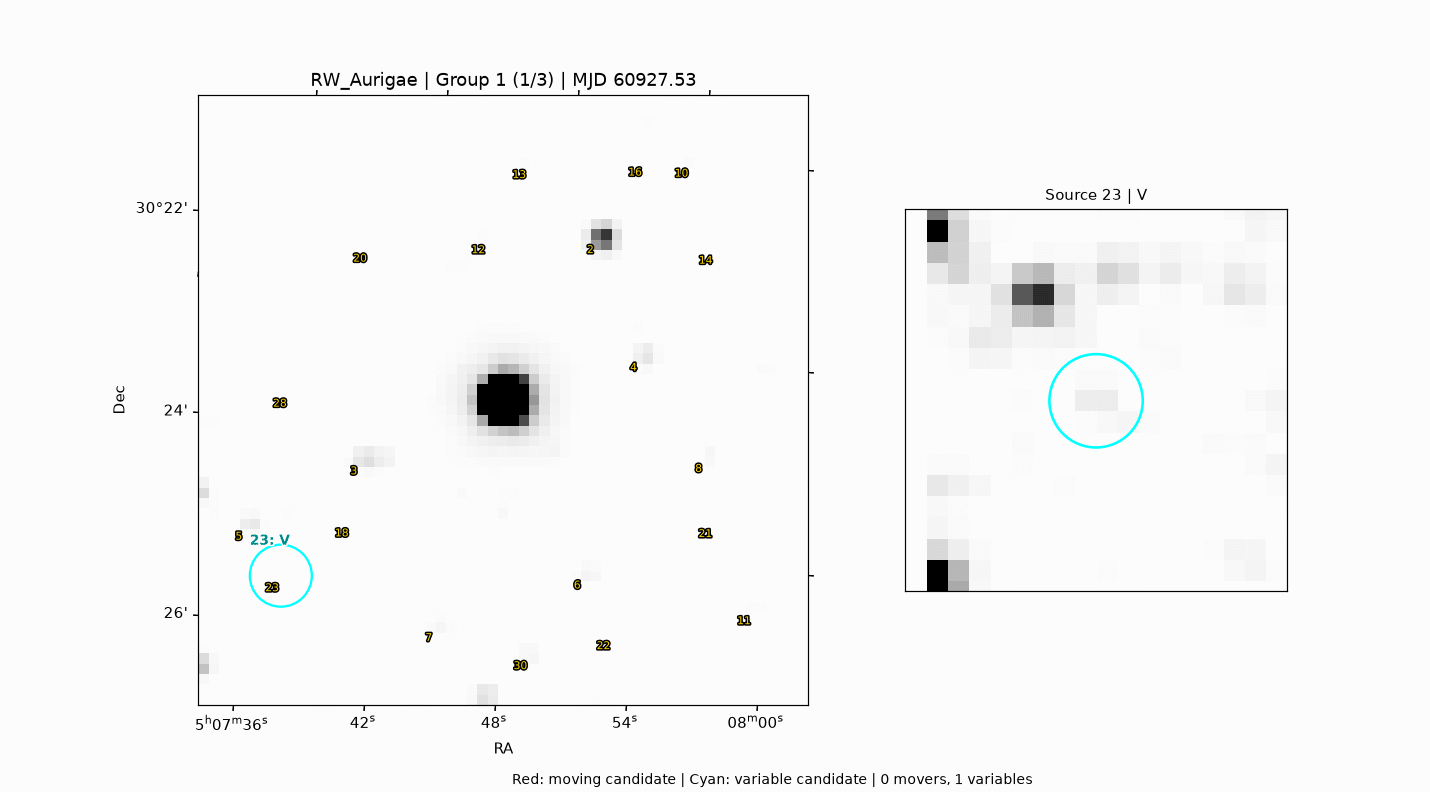 RW_Aurigae | Group 1 (1/3) | MJD 60927.53
Source 23 | V
13
16
10
30°22'
12
2
20
14
4
Dec
28
24'
3
8
5
23: V
18
21
23
6
26'
11
7
22
30
5h07m36s
42s
48s
54s
08m00s
RA
Red: moving candidate | Cyan: variable candidate | 0 movers, 1 variables